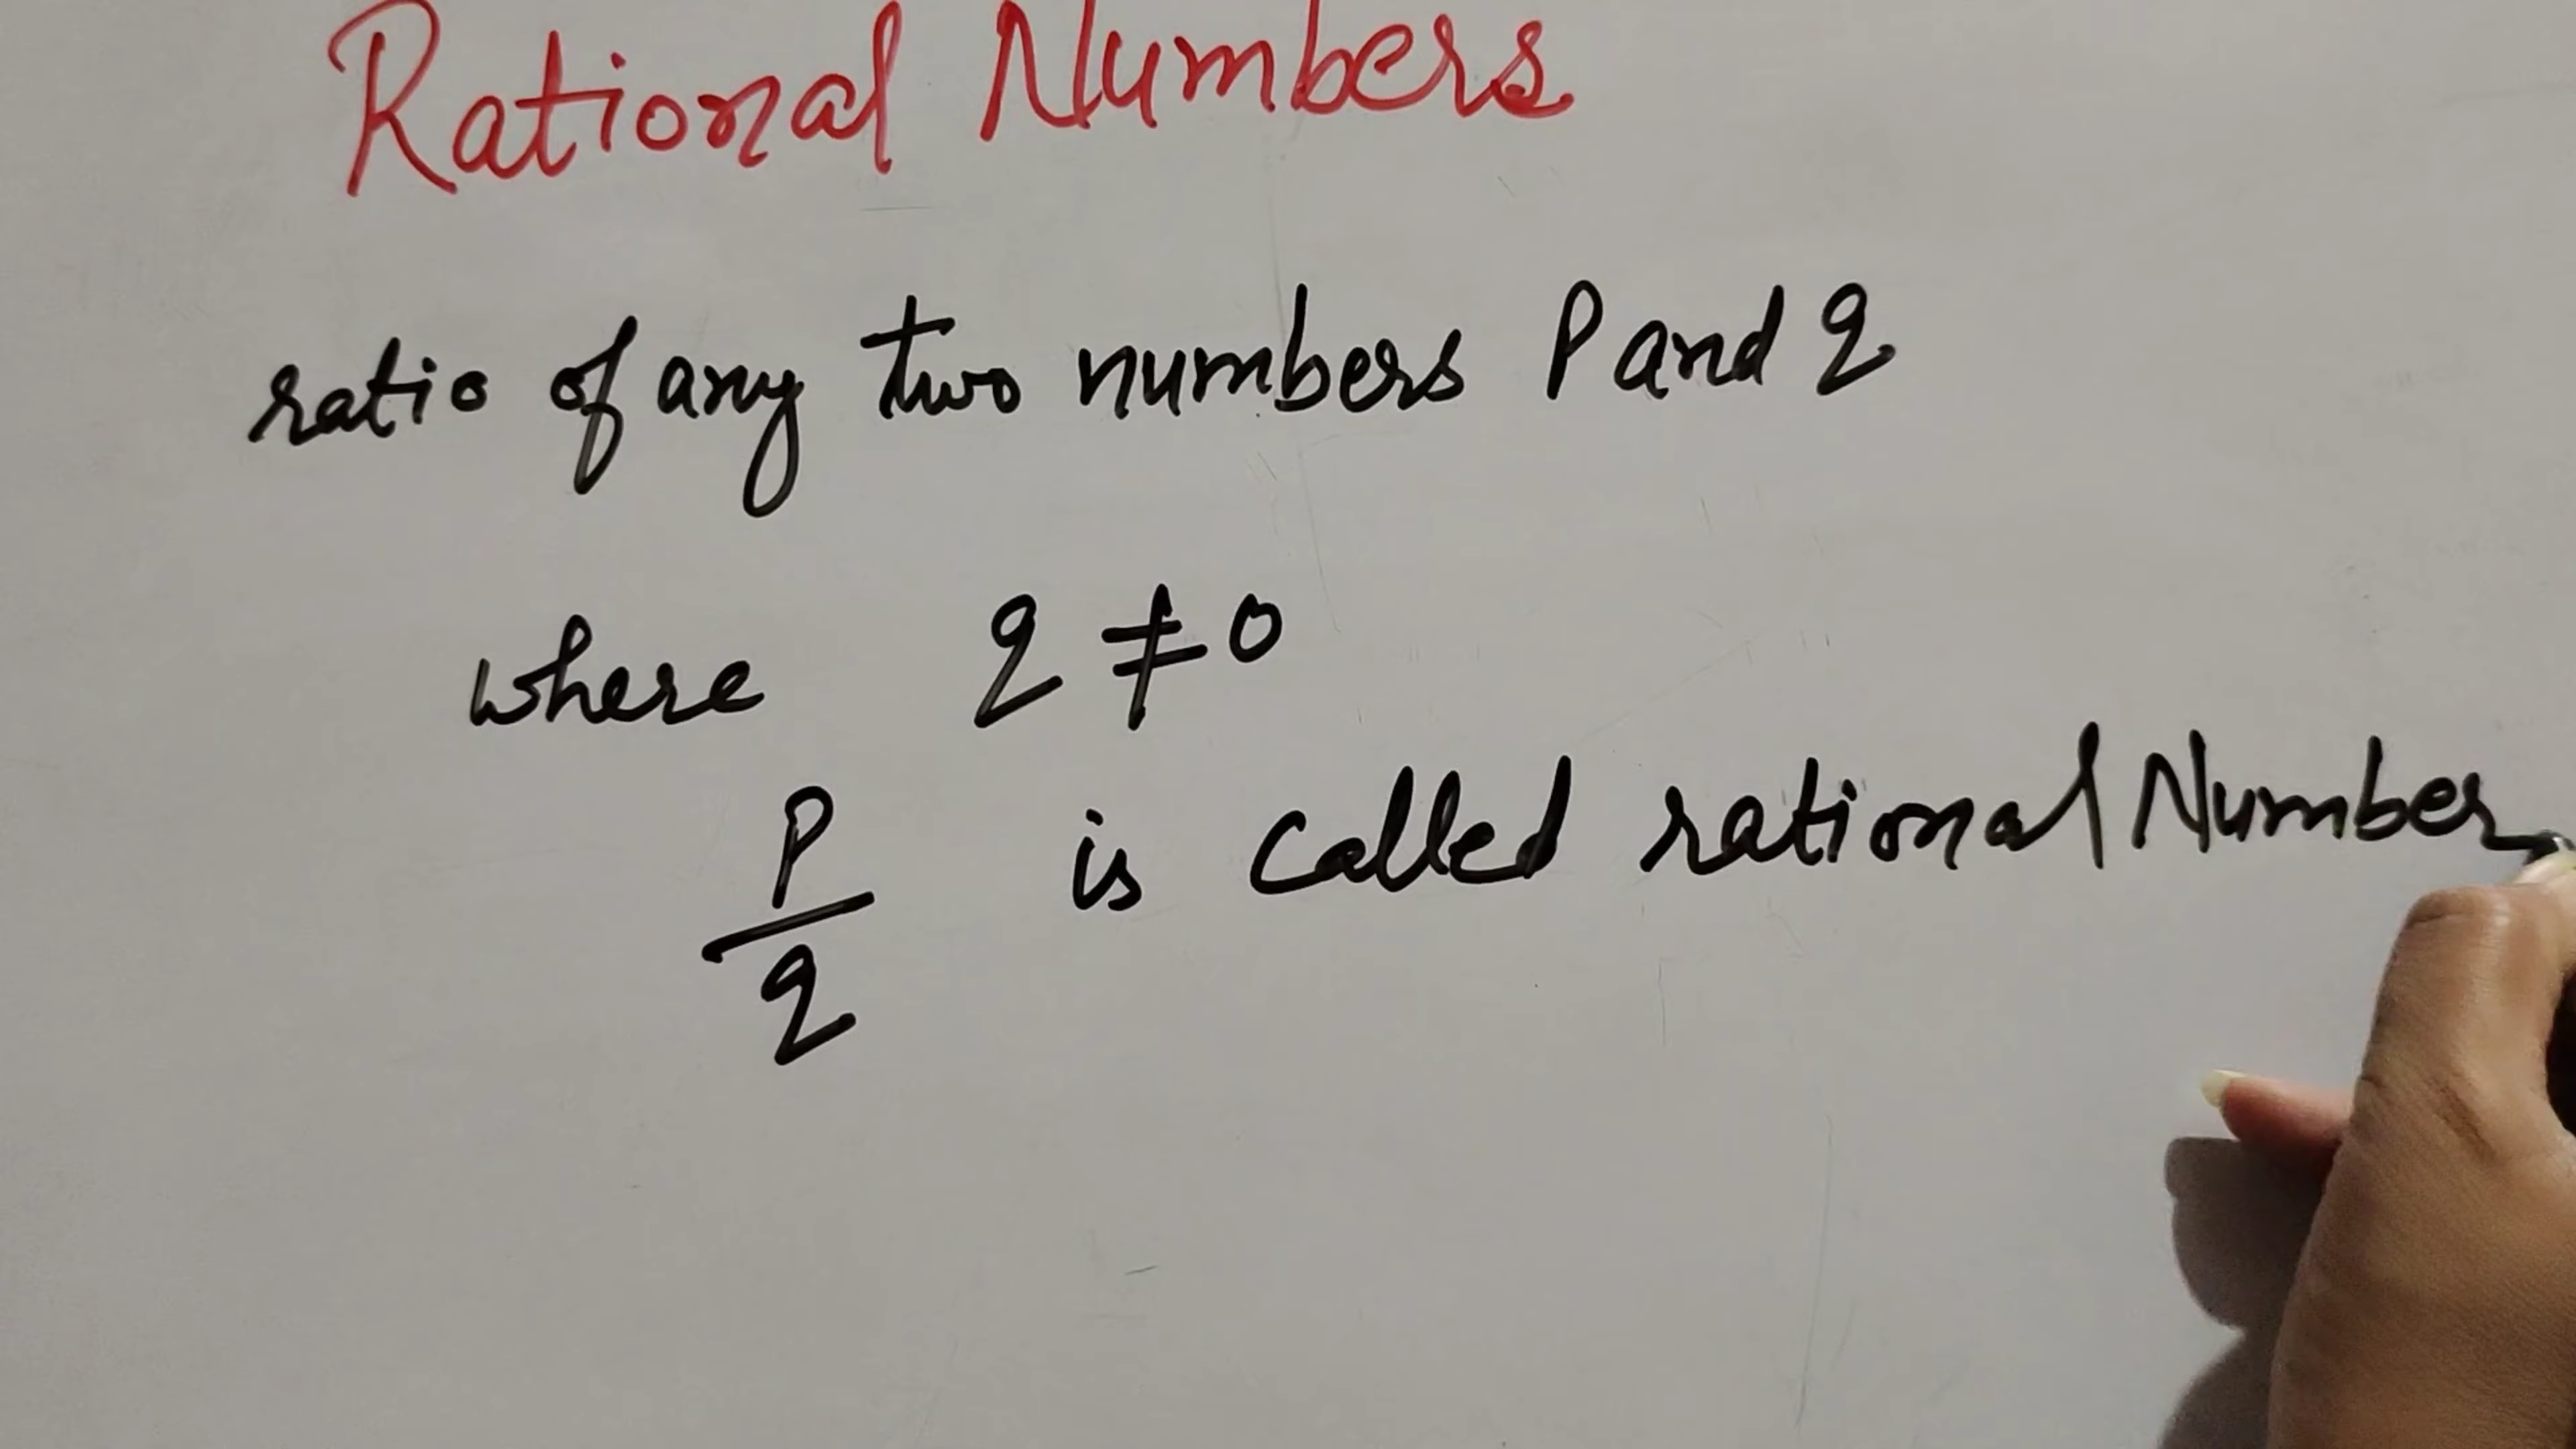 Rational Numbers
ratio of any two numbers P and q
where q ≠ 0
P
q
is called rational Number